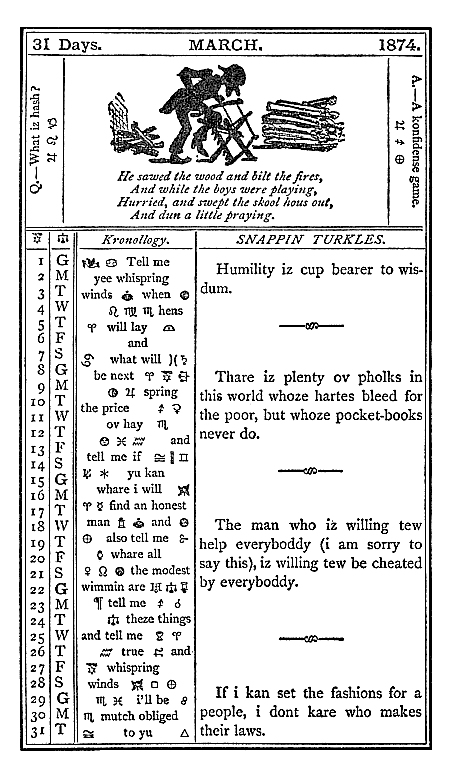 31 Days. MARCH. 1874.
Q.—What iz hash?
A.—A konfidense game.
He sawed the wood and bilt the fires,
And while the boys were playing,
Hurried, and swept the skool hous out,
And dun a little praying.
Kronollogy.
1 G Tell me
2 M yee whispring
3 T winds when
4 W hens
5 T will lay
6 F and
7 S what will
8 G be next
9 M spring
10 T the price
11 W ov hay
12 T and
13 F tell me if
14 S yu kan
15 G whare i will
16 M
17 T find an honest
18 W man and
19 T also tell me
20 F whare all
21 S the modest
22 G wimmin are
23 M tell me
24 T theze things
25 W and tell me
26 T true and
27 F whispring
28 S winds
29 G i'll be
30 M mutch obliged
31 T to yu
SNAPPIN TURKLES.
Humility iz cup bearer to wis-
dum.
Thare iz plenty ov pholks in
this world whoze hartes bleed for
the poor, but whoze pocket-books
never do.
The man who iz willing tew
help everyboddy (i am sorry to
say this), iz willing tew be cheated
by everyboddy.
If i kan set the fashions for a
people, i dont kare who makes
their laws.